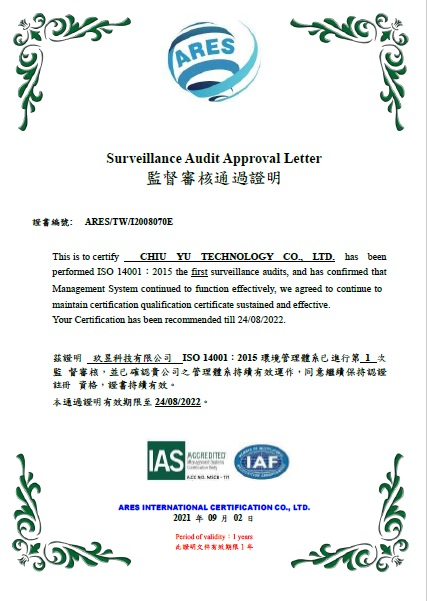 ARES
Surveillance Audit Approval Letter
監督審核通過證明
證書編號: ARES/TW/I2008070E
This is to certify CHIU YU TECHNOLOGY CO., LTD. has been
performed ISO 14001：2015 the first surveillance audits, and has confirmed that
Management System continued to function effectively, we agreed to continue to
maintain certification qualification certificate sustained and effective.
Your Certification has been recommended till 24/08/2022.
茲證明 玖昱科技有限公司 ISO 14001：2015 環境管理體系已進行第 1 次
監 督審核，並已確認貴公司之管理體系持續有效運作，同意繼續保持認證
註冊 資格，證書持續有效。
本通過證明有效期限至 24/08/2022。
IAS ACCREDITED
Management Systems
Certification Body
ACC NO. MSCB-111
IAF
ARES INTERNATIONAL CERTIFICATION CO., LTD.
2021 年 09 月 02 日
Period of validity：1 years
此證明文件有效期限 1 年